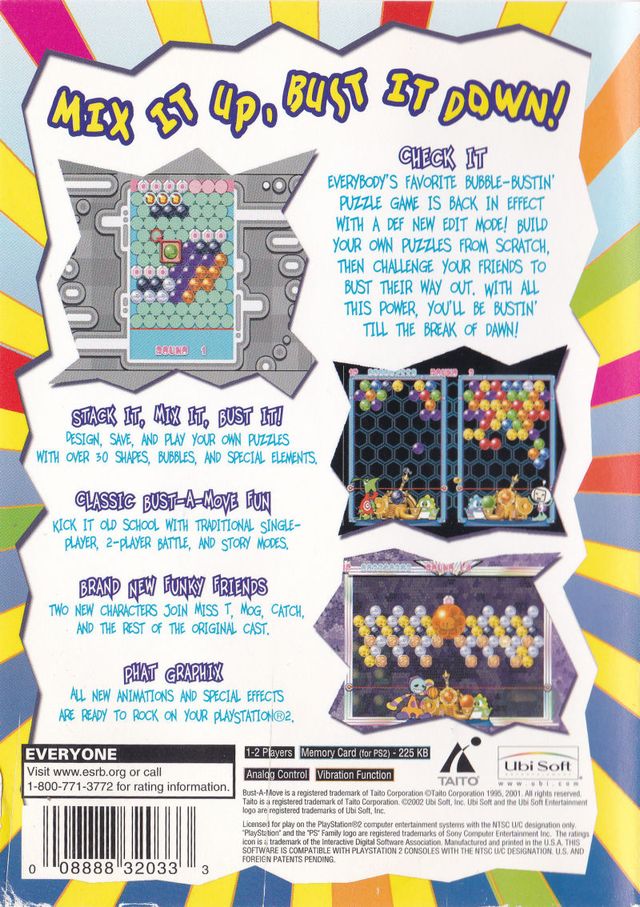 MIX IT UP, BUST IT DOWN!
CHECK IT
EVERYBODY'S FAVORITE BUBBLE-BUSTIN'
PUZZLE GAME IS BACK IN EFFECT
WITH A DEF NEW EDIT MODE! BUILD
YOUR OWN PUZZLES FROM SCRATCH,
THEN CHALLENGE YOUR FRIENDS TO
BUST THEIR WAY OUT. WITH ALL
THIS POWER, YOU'LL BE BUSTIN'
TILL THE BREAK OF DAWN!
STACK IT, MIX IT, BUST IT!
DESIGN, SAVE, AND PLAY YOUR OWN PUZZLES
WITH OVER 30 SHAPES, BUBBLES, AND SPECIAL ELEMENTS.
CLASSIC BUST-A-MOVE FUN
KICK IT OLD SCHOOL WITH TRADITIONAL SINGLE-
PLAYER, 2-PLAYER BATTLE, AND STORY MODES.
BRAND NEW FUNKY FRIENDS
TWO NEW CHARACTERS JOIN MISS T, MOG, CATCH,
AND THE REST OF THE ORIGINAL CAST.
PHAT GRAPHIX
ALL NEW ANIMATIONS AND SPECIAL EFFECTS
ARE READY TO ROCK ON YOUR PLAYSTATION®2.
EVERYONE
Visit www.esrb.org or call
1-800-771-3772 for rating information.
1-2 Players
Memory Card (for PS2) - 225 KB
Analog Control
Vibration Function
TAITO
Ubi Soft
www.ubi.com
Bust-A-Move is a registered trademark of Taito Corporation ©Taito Corporation 1995, 2001. All rights reserved.
Taito is a registered trademark of Taito Corporation. ©2002 Ubi Soft, Inc. Ubi Soft and the Ubi Soft Entertainment
logo are registered trademarks of Ubi Soft, Inc.
Licensed for play on the PlayStation®2 computer entertainment systems with the NTSC U/C designation only.
"PlayStation" and the "PS" Family logo are registered trademarks of Sony Computer Entertainment Inc. The ratings
icon is a trademark of the Interactive Digital Software Association. Manufactured and printed in the U.S.A. THIS
SOFTWARE IS COMPATIBLE WITH PLAYSTATION 2 CONSOLES WITH THE NTSC U/C DESIGNATION. U.S. AND
FOREIGN PATENTS PENDING.
0 08888 32033 3